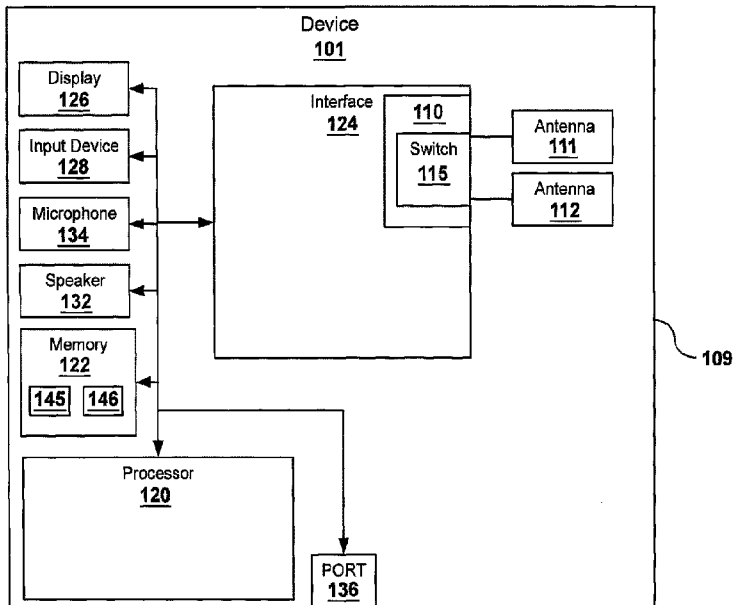 Device
101
Display
126
Input Device
128
Microphone
134
Speaker
132
Memory
122
145 146
Interface
124
110
Switch
115
Antenna
111
Antenna
112
109
Processor
120
PORT
136